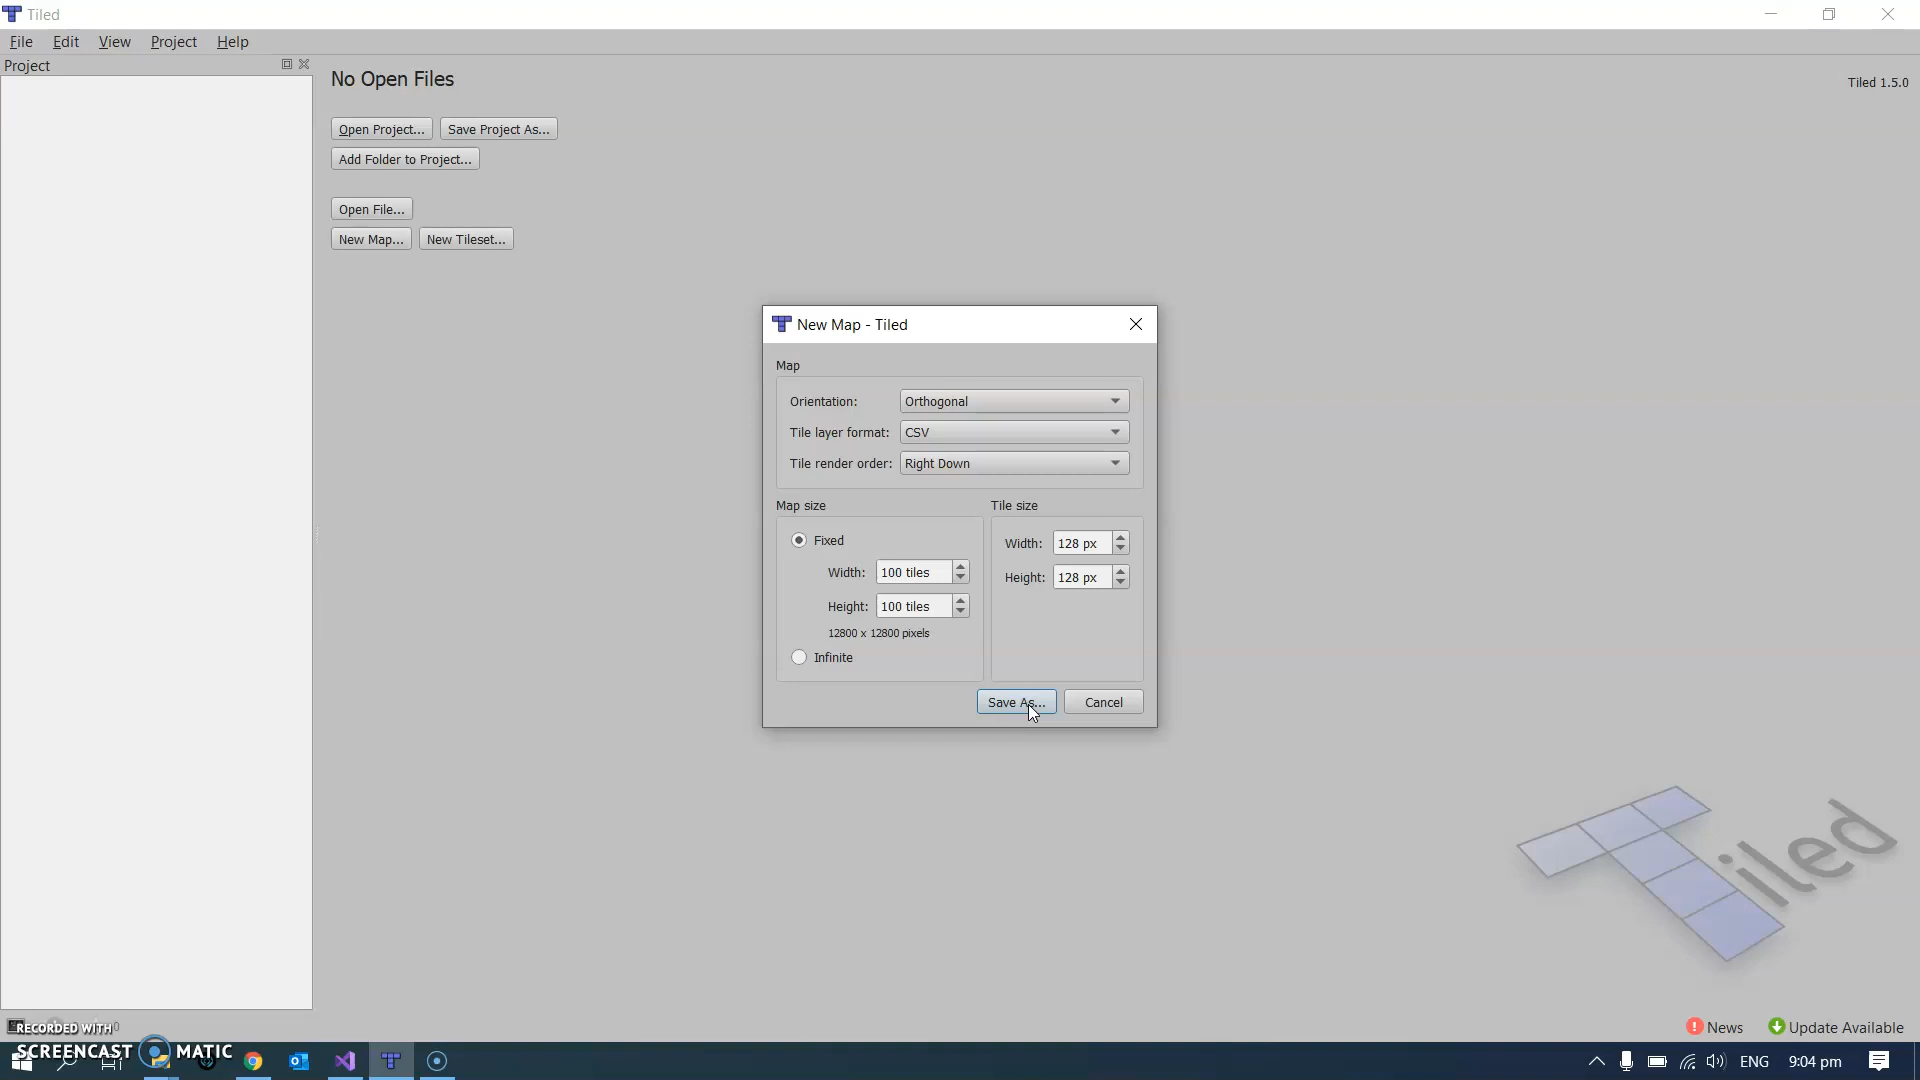 Tiled
File Edit View Project Help
Project
No Open Files
Tiled 1.5.0
Open Project... Save Project As...
Add Folder to Project...
Open File...
New Map... New Tileset...
New Map - Tiled
Map
Orientation: Orthogonal
Tile layer format: CSV
Tile render order: Right Down
Map size
Fixed
Width: 100 tiles
Height: 100 tiles
12800 x 12800 pixels
Infinite
Tile size
Width: 128 px
Height: 128 px
Save As... Cancel
Tiled
News Update Available
RECORDED WITH
SCREENCAST MATIC
ENG 9:04 pm